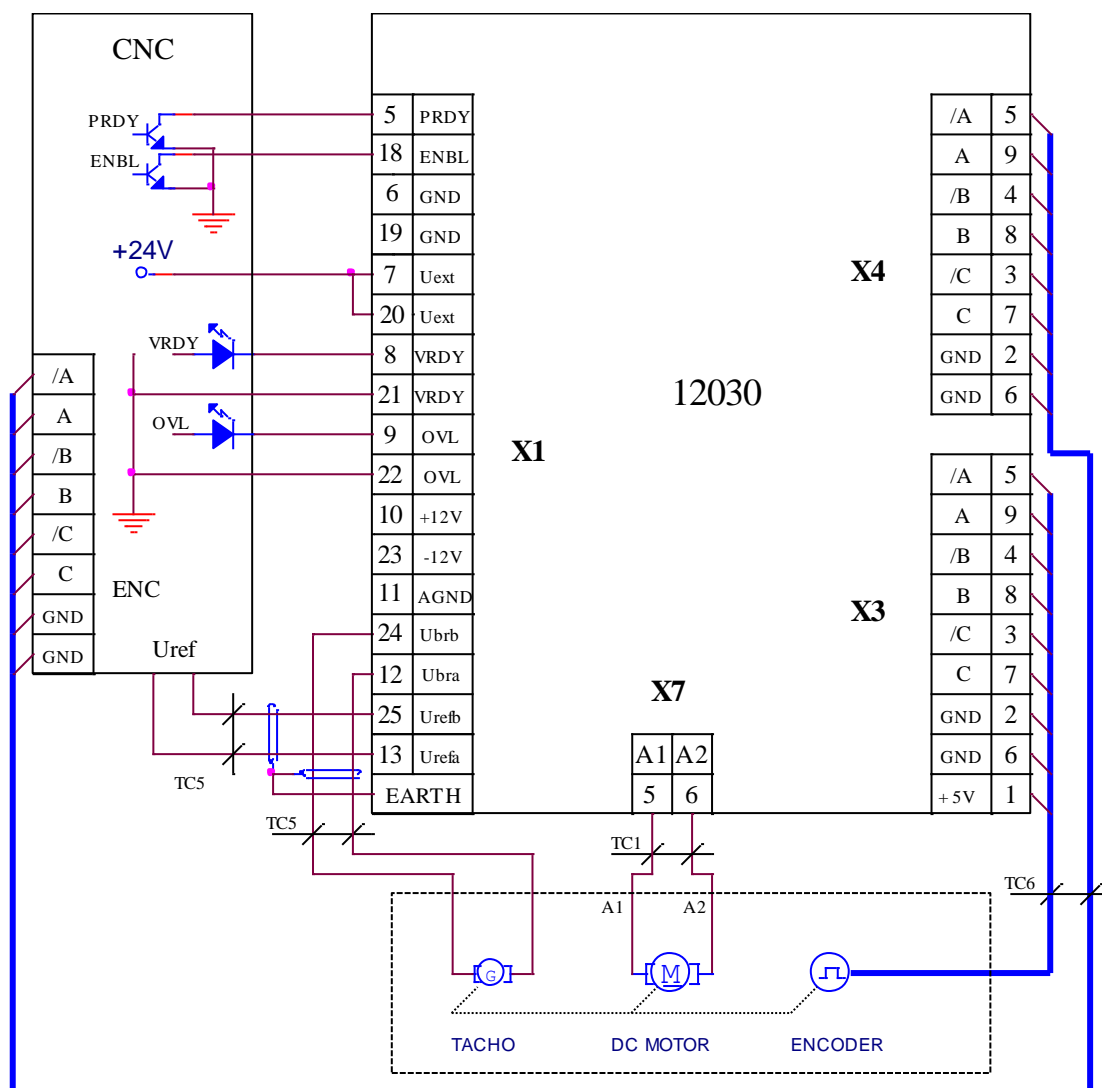 CNC
PRDY
ENBL
+24V
VRDY
OVL
/A
A
/B
B
/C
C
GND
GND
ENC
Uref
TC5
5 PRDY
18 ENBL
6 GND
19 GND
7 Uext
20 Uext
8 VRDY
21 VRDY
9 OVL
22 OVL
10 +12V
23 -12V
11 AGND
24 Ubrb
12 Ubra
25 Urefb
13 Urefa
EARTH
X1
12030
X4
/A 5
A 9
/B 4
B 8
/C 3
C 7
GND 2
GND 6
X3
/A 5
A 9
/B 4
B 8
/C 3
C 7
GND 2
GND 6
+5V 1
X7
A1 A2
5 6
TC5
TC1
TC6
A1 A2
G
M
TACHO
DC MOTOR
ENCODER